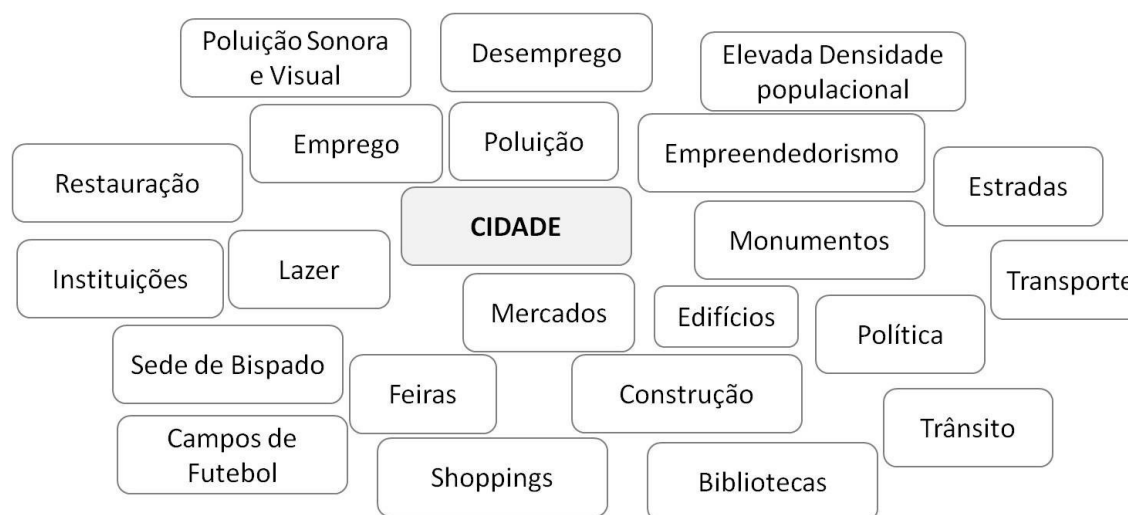 Poluição Sonora
e Visual
Desemprego
Elevada Densidade
populacional
Emprego
Poluição
Empreendedorismo
Restauração
Estradas
CIDADE
Monumentos
Instituições
Lazer
Transporte
Mercados
Edifícios
Política
Sede de Bispado
Feiras
Construção
Trânsito
Campos de
Futebol
Shoppings
Bibliotecas